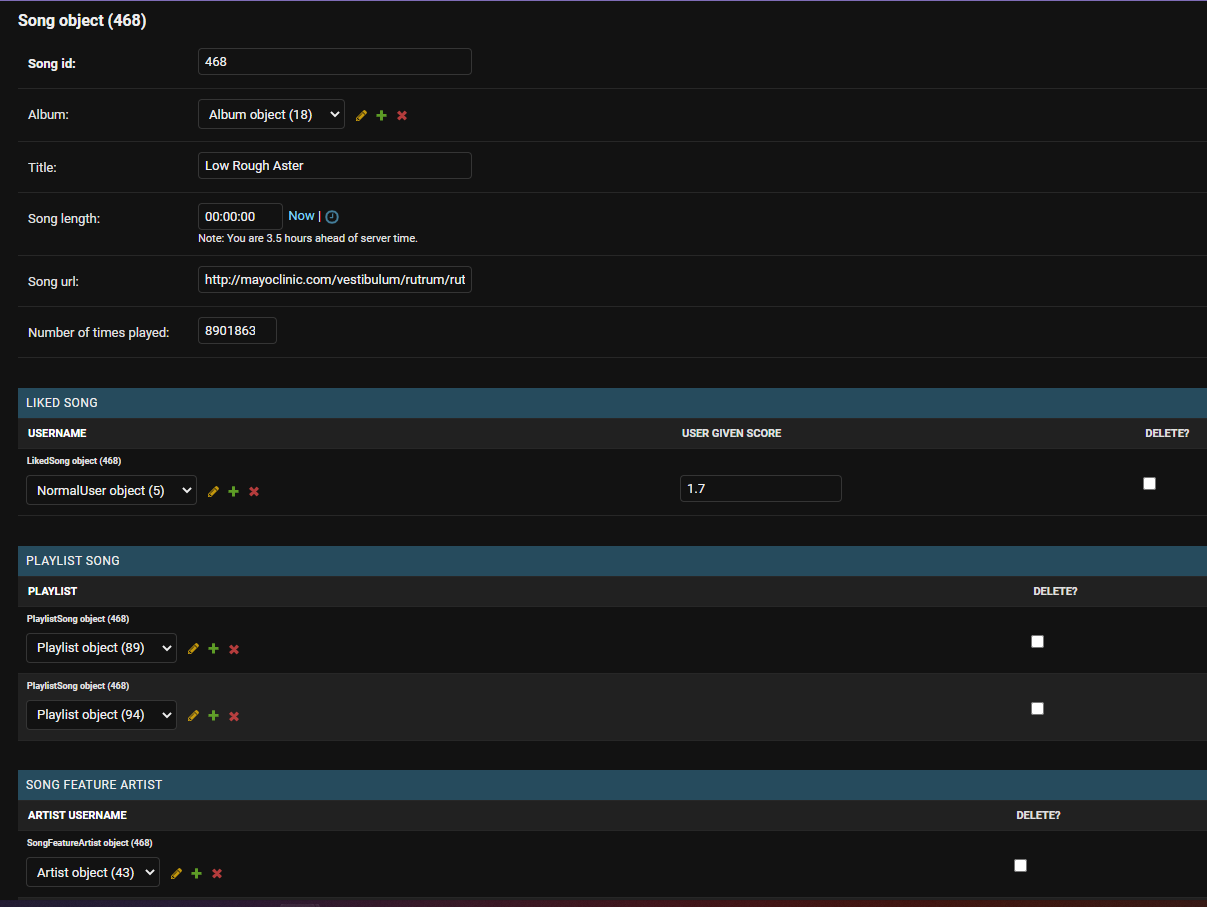 Song object (468)
Song id: 468
Album: Album object (18)
Title: Low Rough Aster
Song length: 00:00:00 Now |
Note: You are 3.5 hours ahead of server time.
Song url: http://mayoclinic.com/vestibulum/rutrum/rut
Number of times played: 8901863
LIKED SONG
USERNAME USER GIVEN SCORE DELETE?
LikedSong object (468)
NormalUser object (5) 1.7
PLAYLIST SONG
PLAYLIST DELETE?
PlaylistSong object (468)
Playlist object (89)
PlaylistSong object (468)
Playlist object (94)
SONG FEATURE ARTIST
ARTIST USERNAME DELETE?
SongFeatureArtist object (468)
Artist object (43)